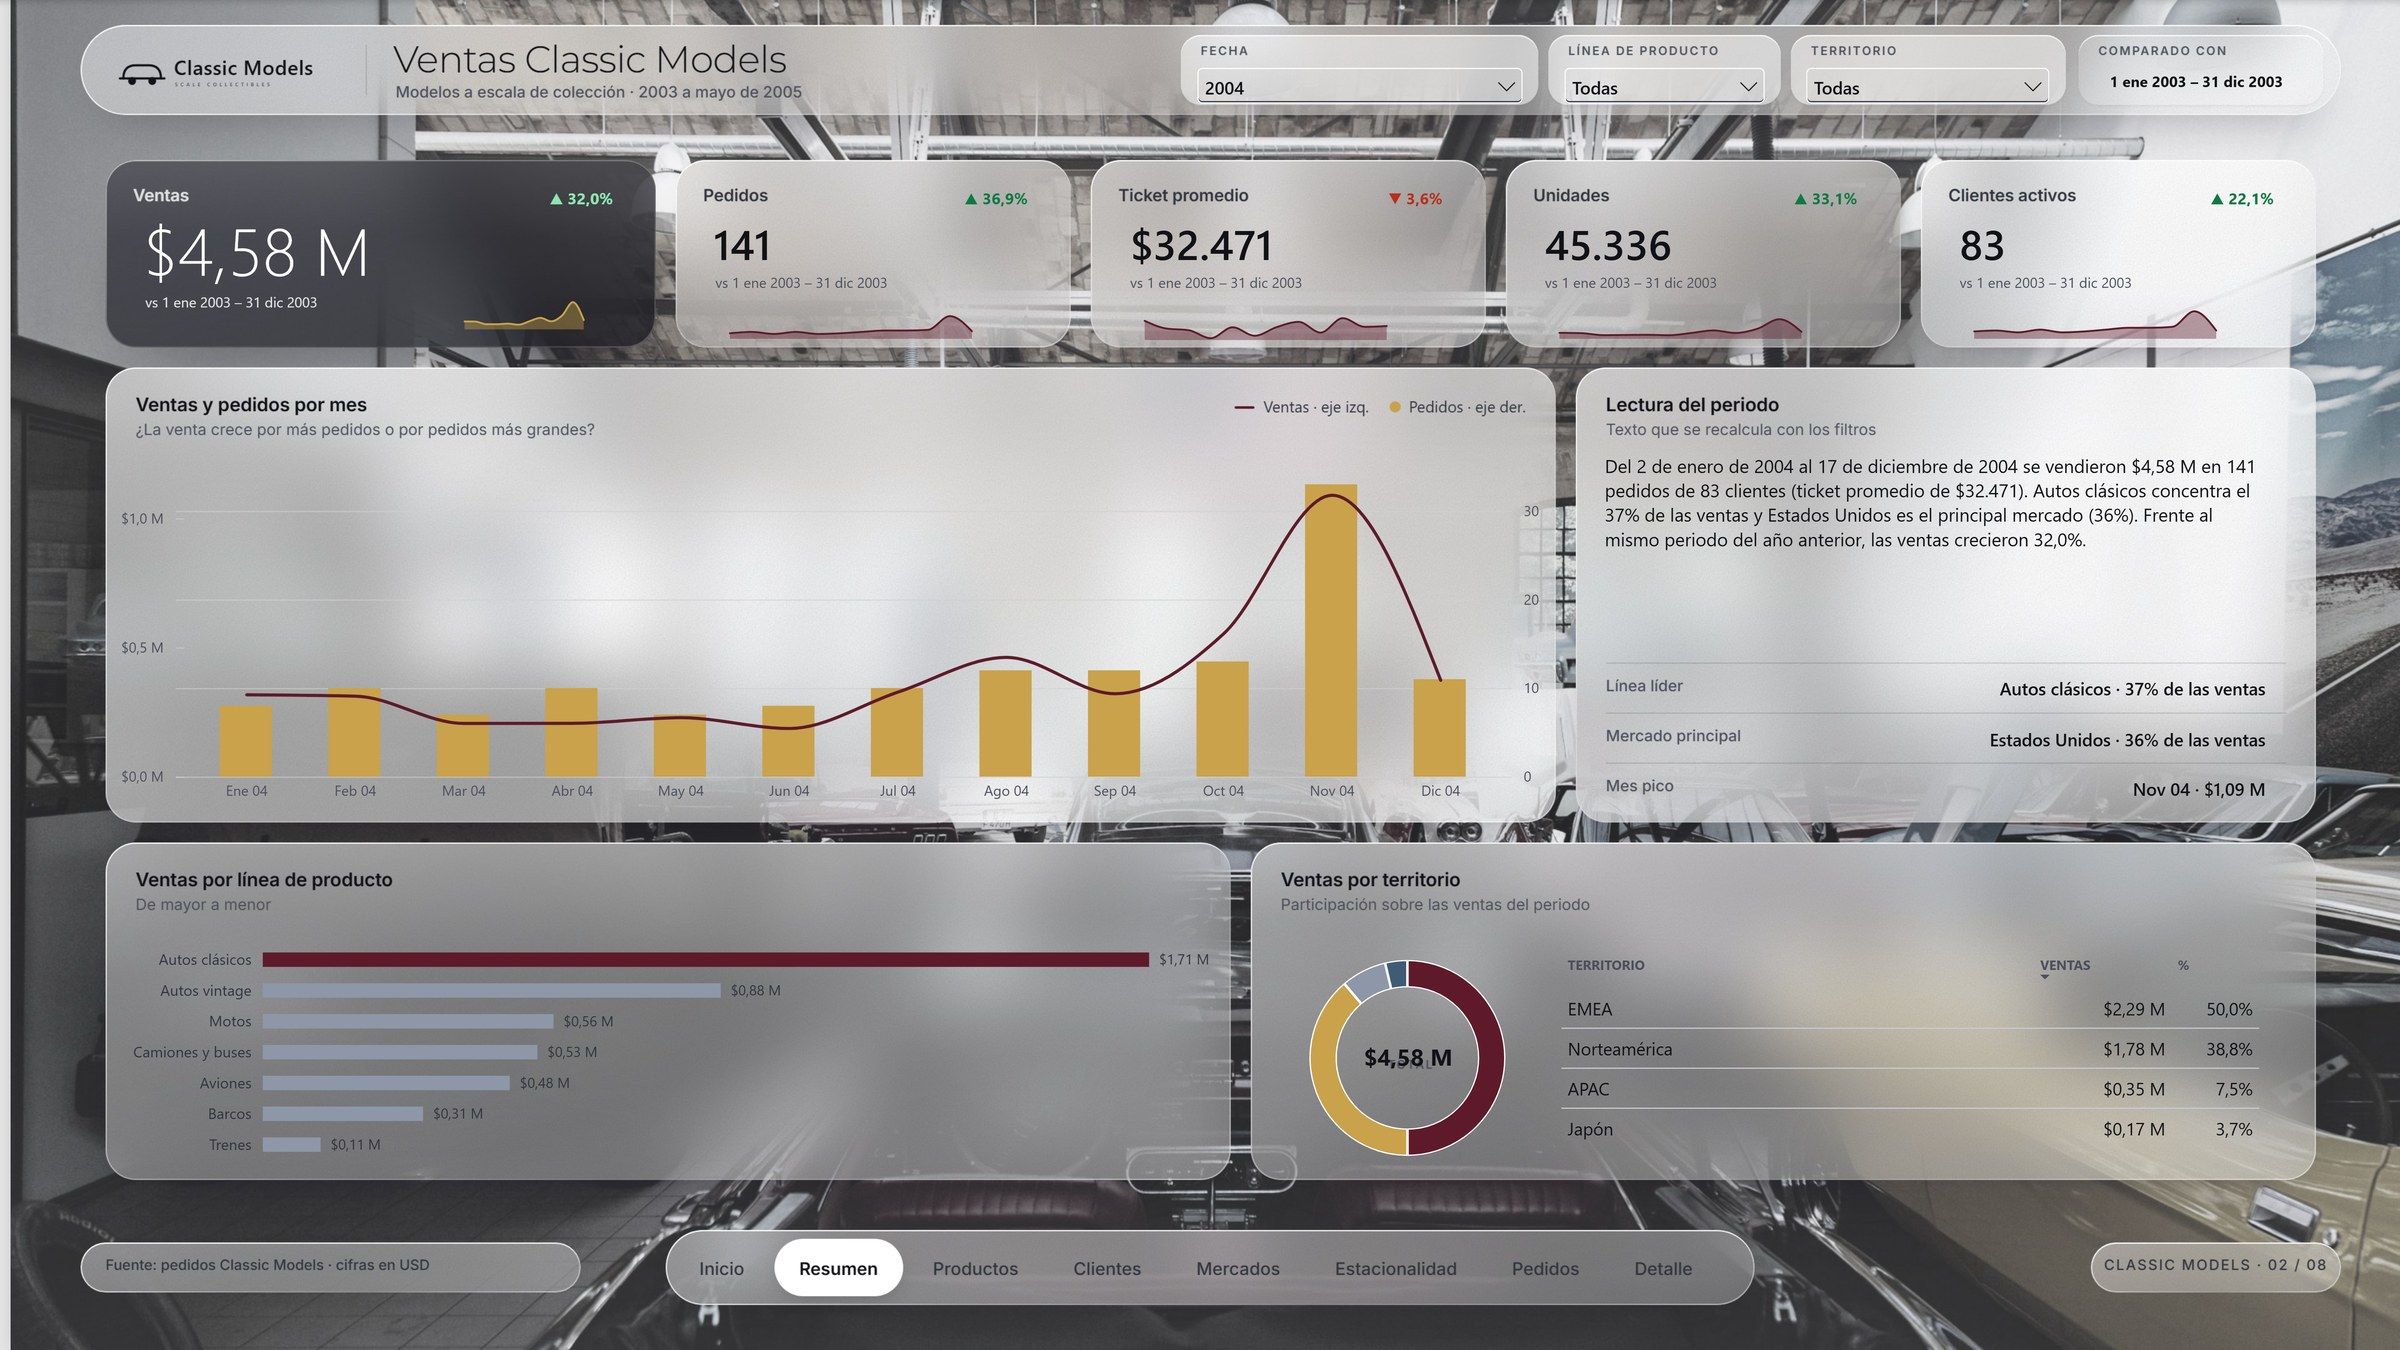 Classic Models
SCALE COLLECTIBLES
Ventas Classic Models
Modelos a escala de colección · 2003 a mayo de 2005
FECHA
2004
LÍNEA DE PRODUCTO
Todas
TERRITORIO
Todas
COMPARADO CON
1 ene 2003 – 31 dic 2003
Ventas
▲ 32,0%
$4,58 M
vs 1 ene 2003 – 31 dic 2003
Pedidos
▲ 36,9%
141
vs 1 ene 2003 – 31 dic 2003
Ticket promedio
▼ 3,6%
$32.471
vs 1 ene 2003 – 31 dic 2003
Unidades
▲ 33,1%
45.336
vs 1 ene 2003 – 31 dic 2003
Clientes activos
▲ 22,1%
83
vs 1 ene 2003 – 31 dic 2003
Ventas y pedidos por mes
¿La venta crece por más pedidos o por pedidos más grandes?
Ventas · eje izq.
Pedidos · eje der.
$1,0 M
$0,5 M
$0,0 M
30
20
10
0
Ene 04
Feb 04
Mar 04
Abr 04
May 04
Jun 04
Jul 04
Ago 04
Sep 04
Oct 04
Nov 04
Dic 04
Lectura del periodo
Texto que se recalcula con los filtros
Del 2 de enero de 2004 al 17 de diciembre de 2004 se vendieron $4,58 M en 141
pedidos de 83 clientes (ticket promedio de $32.471). Autos clásicos concentra el
37% de las ventas y Estados Unidos es el principal mercado (36%). Frente al
mismo periodo del año anterior, las ventas crecieron 32,0%.
Línea líder
Autos clásicos · 37% de las ventas
Mercado principal
Estados Unidos · 36% de las ventas
Mes pico
Nov 04 · $1,09 M
Ventas por línea de producto
De mayor a menor
Autos clásicos $1,71 M
Autos vintage $0,88 M
Motos $0,56 M
Camiones y buses $0,53 M
Aviones $0,48 M
Barcos $0,31 M
Trenes $0,11 M
Ventas por territorio
Participación sobre las ventas del periodo
$4,58 M
TOTAL
TERRITORIO VENTAS %
EMEA $2,29 M 50,0%
Norteamérica $1,78 M 38,8%
APAC $0,35 M 7,5%
Japón $0,17 M 3,7%
Fuente: pedidos Classic Models · cifras en USD
Inicio
Resumen
Productos
Clientes
Mercados
Estacionalidad
Pedidos
Detalle
CLASSIC MODELS · 02 / 08